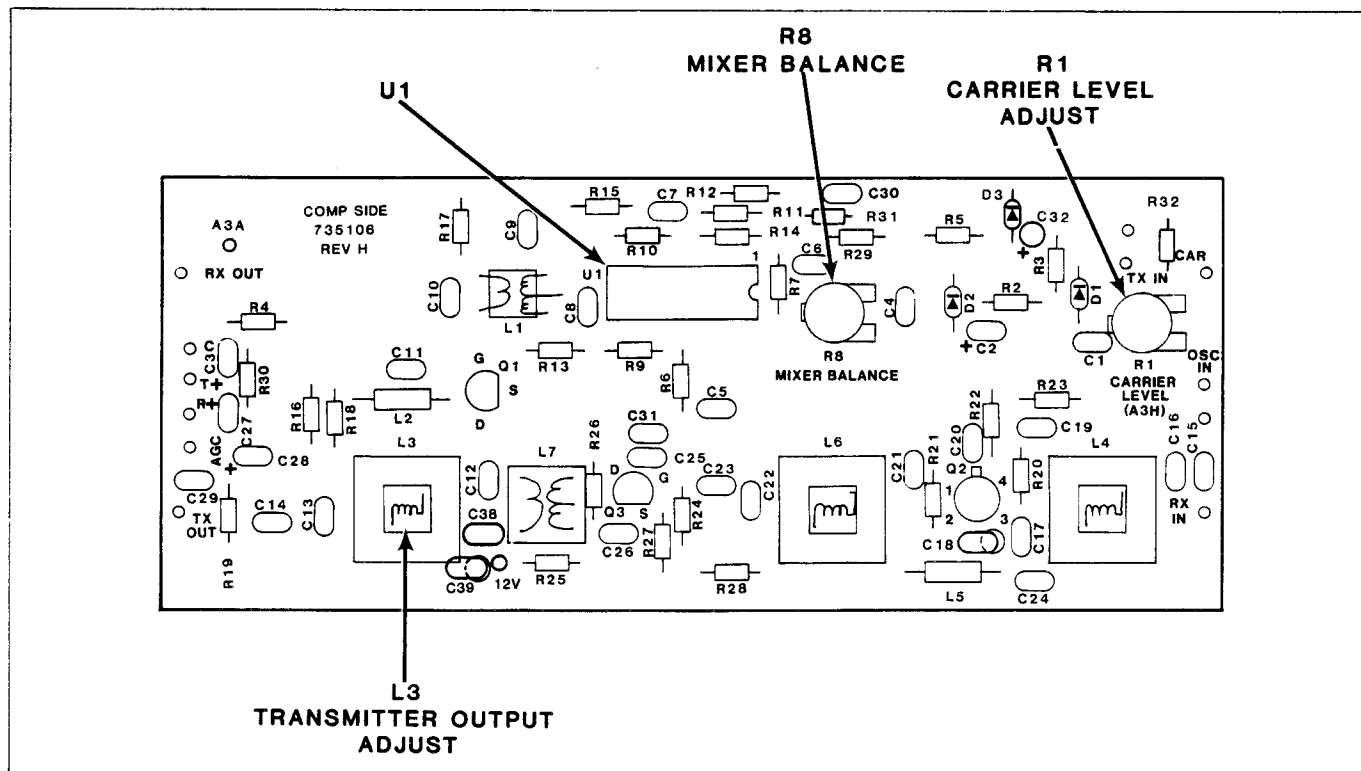 R8
MIXER BALANCE
R1
CARRIER LEVEL
ADJUST
U1
A3A
COMP SIDE
735106
REV H
R17
C9
R15
C7
R12
R11
R14
R10
C30
R31
R29
C6
R5
D3
C32
+
R3
R32
CAR
TX IN
RX OUT
R4
C10
L1
C8
U1
1
R7
R8
MIXER BALANCE
C4
D2
R2
+
C2
D1
C1
R1
CARRIER
LEVEL
(A3H)
OSC
IN
C3C
T+
R+
R30
C27
AGC
+
C28
C29
TX
OUT
R19
C14
C13
R16
R18
C11
L2
L3
G
Q1
S
D
R13
R9
R6
C5
C12
C38
C39
12V
L7
R25
R26
C31
C25
D
G
Q3
S
C26
R27
R24
C23
C22
R28
L6
C21
R21
C20
R22
Q2
1
2
3
4
R20
R23
C19
C18
C17
L5
C24
L4
C16
C15
RX
IN
L3
TRANSMITTER OUTPUT
ADJUST